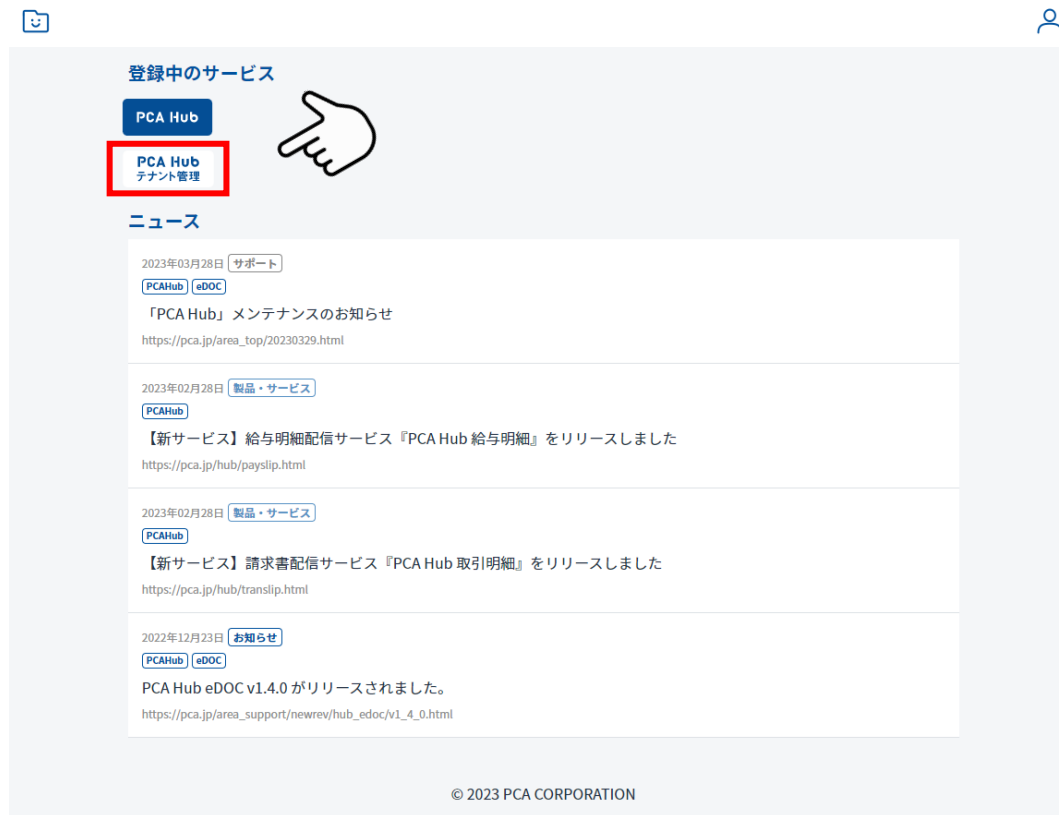 登録中のサービス
PCA Hub
PCA Hub
テナント管理
ニュース
2023年03月28日 サポート
PCAHub eDOC
「PCA Hub」メンテナンスのお知らせ
https://pca.jp/area_top/20230329.html
2023年02月28日 製品・サービス
PCAHub
【新サービス】給与明細配信サービス『PCA Hub 給与明細』をリリースしました
https://pca.jp/hub/payslip.html
2023年02月28日 製品・サービス
PCAHub
【新サービス】請求書配信サービス『PCA Hub 取引明細』をリリースしました
https://pca.jp/hub/translip.html
2022年12月23日 お知らせ
PCAHub eDOC
PCA Hub eDOC v1.4.0 がリリースされました。
https://pca.jp/area_support/newrev/hub_edoc/v1_4_0.html
© 2023 PCA CORPORATION